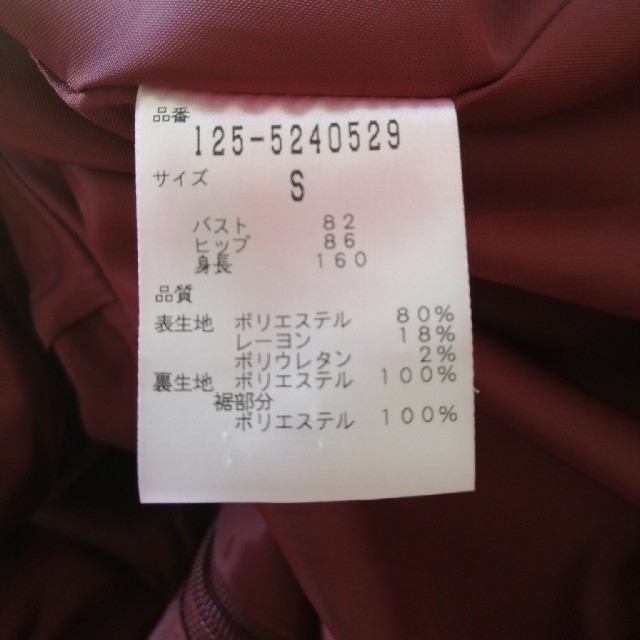 品番
125-5240529
サイズ
S
バスト 82
ヒップ 86
身長 160
品質
表生地 ポリエステル 80%
レーヨン 18%
ポリウレタン 2%
裏生地 ポリエステル 100%
裾部分
ポリエステル 100%